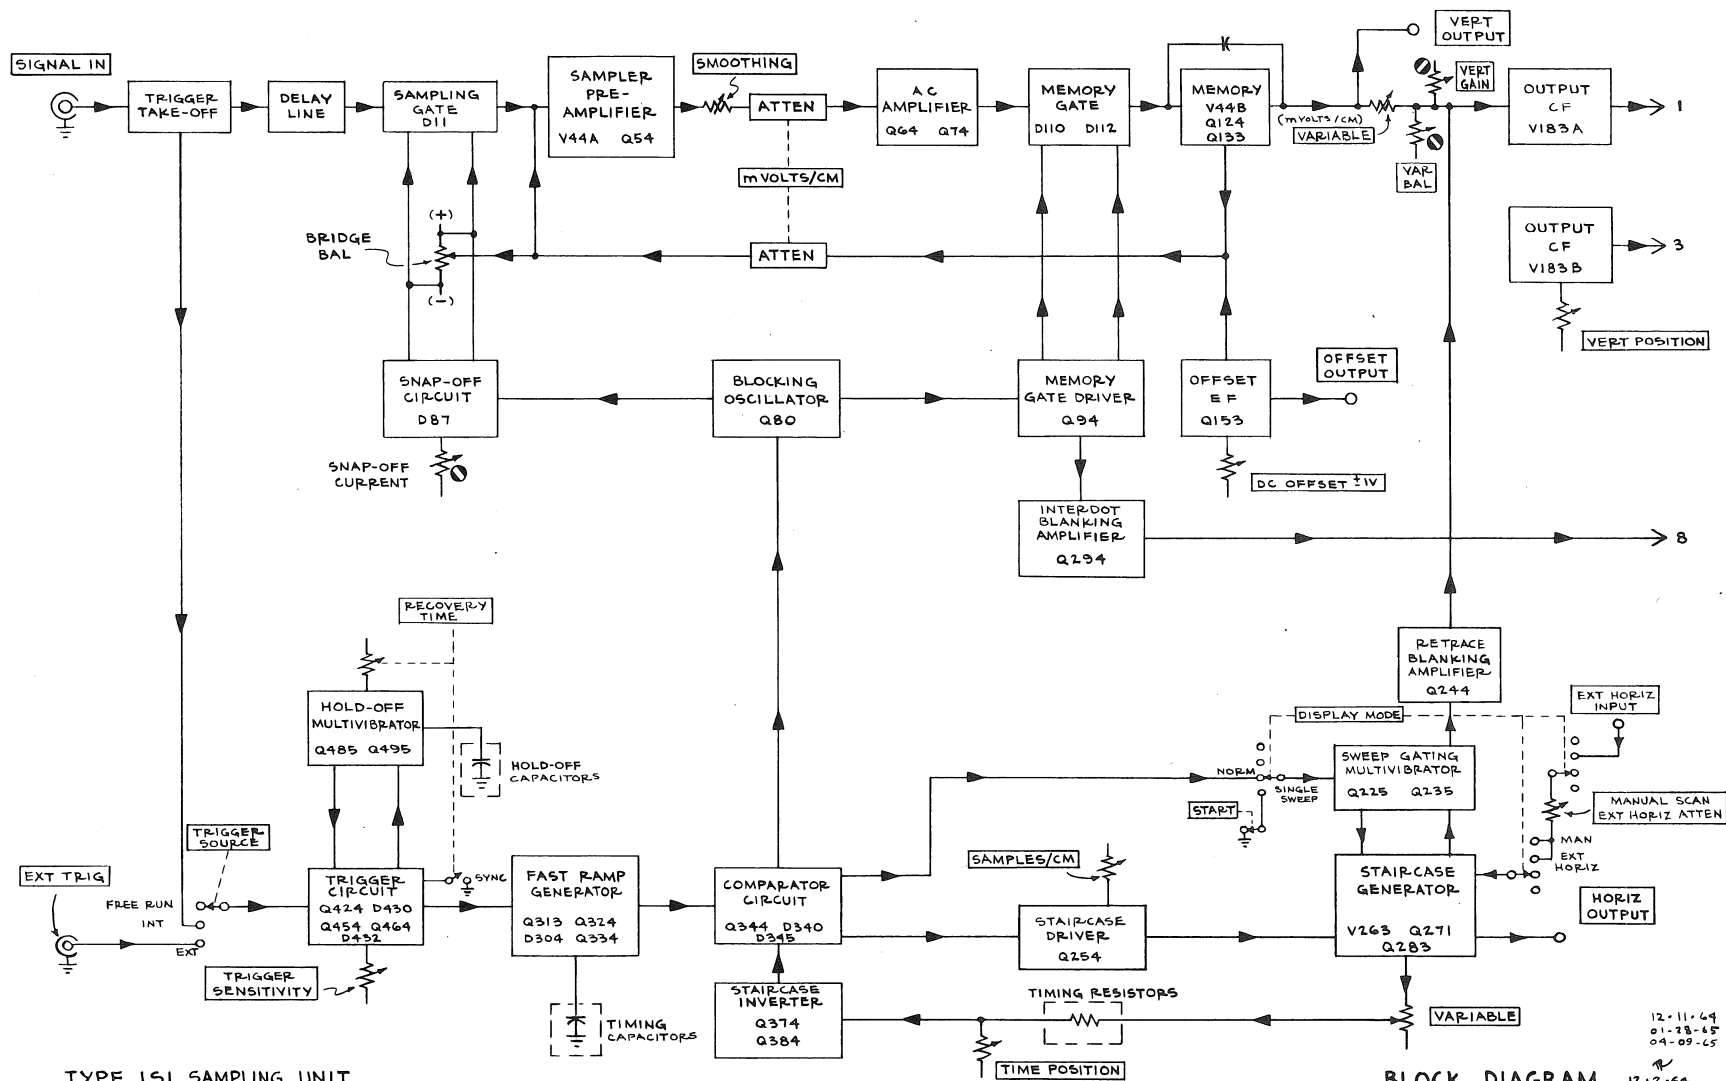 SIGNAL IN
TRIGGER
TAKE-OFF
DELAY
LINE
SAMPLING
GATE
D11
SAMPLER
PRE-
AMPLIFIER
V44A Q54
SMOOTHING
ATTEN
mVOLTS/CM
ATTEN
AC
AMPLIFIER
Q64 Q74
MEMORY
GATE
D110 D112
MEMORY
V44B
Q124
Q133
(mVOLTS/CM)
VARIABLE
VERT
OUTPUT
VERT
GAIN
VAR
BAL
OUTPUT
CF
V183A
1
OUTPUT
CF
V183B
3
VERT POSITION
BRIDGE
BAL
(+)
(-)
SNAP-OFF
CIRCUIT
D87
SNAP-OFF
CURRENT
BLOCKING
OSCILLATOR
Q80
MEMORY
GATE DRIVER
Q94
OFFSET
EF
Q153
OFFSET
OUTPUT
DC OFFSET ±1V
INTERDOT
BLANKING
AMPLIFIER
Q294
8
RECOVERY
TIME
HOLD-OFF
MULTIVIBRATOR
Q485 Q495
HOLD-OFF
CAPACITORS
RETRACE
BLANKING
AMPLIFIER
Q244
EXT HORIZ
INPUT
DISPLAY MODE
NORM
SINGLE
SWEEP
START
SWEEP GATING
MULTIVIBRATOR
Q225 Q235
MANUAL SCAN
EXT HORIZ ATTEN
MAN
EXT
HORIZ
TRIGGER
SOURCE
EXT TRIG
FREE RUN
INT
EXT
TRIGGER
CIRCUIT
Q424 D430
Q454 Q464
D432
SYNC
TRIGGER
SENSITIVITY
FAST RAMP
GENERATOR
Q313 Q324
D304 Q334
TIMING
CAPACITORS
COMPARATOR
CIRCUIT
Q344 D340
D345
SAMPLES/CM
STAIRCASE
DRIVER
Q254
STAIRCASE
GENERATOR
V263 Q271
Q283
HORIZ
OUTPUT
STAIRCASE
INVERTER
Q374
Q384
TIMING RESISTORS
TIME POSITION
VARIABLE
12·11·64
01-28-65
04-09-65
TYPE 1S1 SAMPLING UNIT
BLOCK DIAGRAM